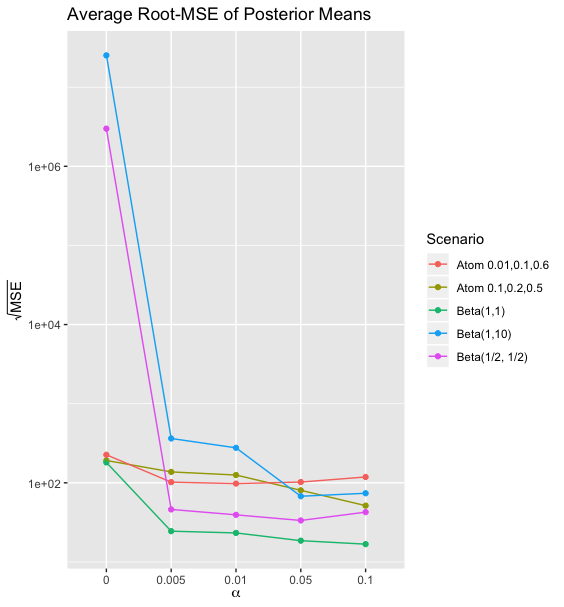 Average Root-MSE of Posterior Means
√MSE
1e+06
1e+04
1e+02
0 0.005 0.01 0.05 0.1
α
Scenario
Atom 0.01,0.1,0.6
Atom 0.1,0.2,0.5
Beta(1,1)
Beta(1,10)
Beta(1/2, 1/2)